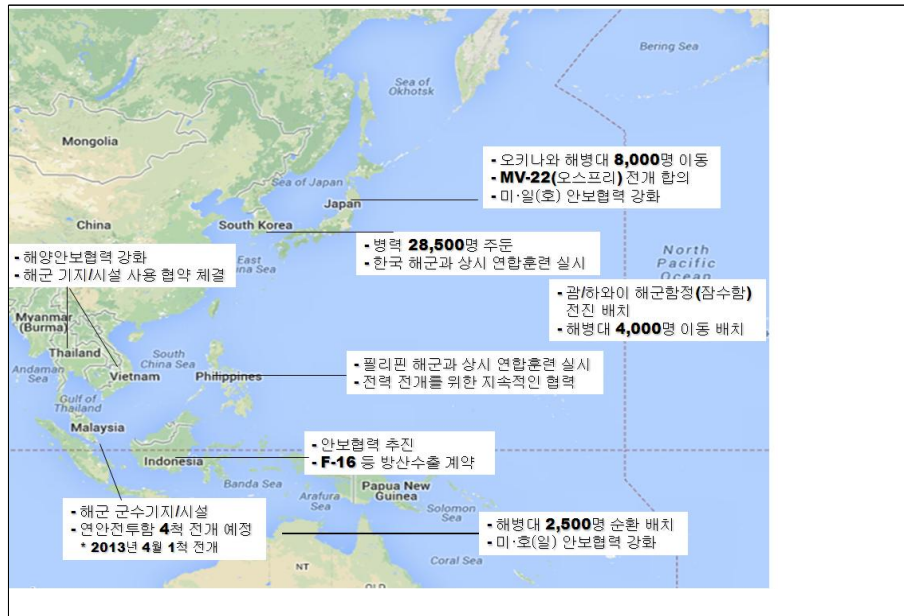 Bering Sea
Sea of
Okhotsk
Mongolia
- 오키나와 해병대 8,000명 이동
- MV-22(오스프리) 전개 합의
- 미·일(호) 안보협력 강화
Sea of Japan
Japan
China
South Korea
- 병력 28,500명 주둔
- 한국 해군과 상시 연합훈련 실시
- 해양안보협력 강화
- 해군 기지/시설 사용 협약 체결
East
ina Sea
North
Pacific
Ocean
- 괌/하와이 해군함정(잠수함)
전진 배치
- 해병대 4,000명 이동 배치
Myanmar
(Burma)
Thailand
South
China Sea
Andaman
Sea
Vietnam
Philippines
- 필리핀 해군과 상시 연합훈련 실시
- 전력 전개를 위한 지속적인 협력
Gulf of
Thailand
Malaysia
- 안보협력 추진
- F-16 등 방산수출 계약
Indonesia
Banda Sea
Papua New
Guinea
Arafura
Sea
Solomon
Sea
- 해군 군수기지/시설
- 연안전투함 4척 전개 예정
* 2013년 4월 1척 전개
- 해병대 2,500명 순환 배치
- 미·호(일) 안보협력 강화
Coral Sea
NT
QLD